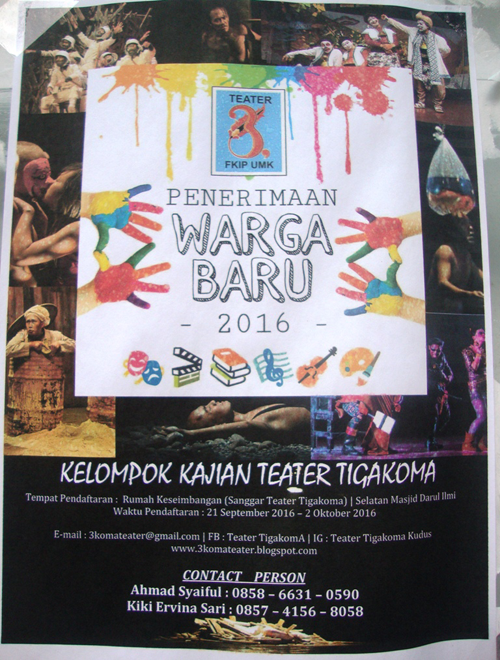 TEATER
3.
FKIP UMK
PENERIMAAN
WARGA
BARU
- 2016 -
KELOMPOK KAJIAN TEATER TIGAKOMA
Tempat Pendaftaran : Rumah Keseimbangan (Sanggar Teater Tigakoma) | Selatan Masjid Darul Ilmi
Waktu Pendaftaran : 21 September 2016 – 2 Oktober 2016
E-mail : 3komateater@gmail.com | FB : Teater TigakomA | IG : Teater Tigakoma Kudus
www.3komateater.blogspot.com
CONTACT PERSON
Ahmad Syaiful : 0858 – 6631 – 0590
Kiki Ervina Sari : 0857 – 4156 – 8058